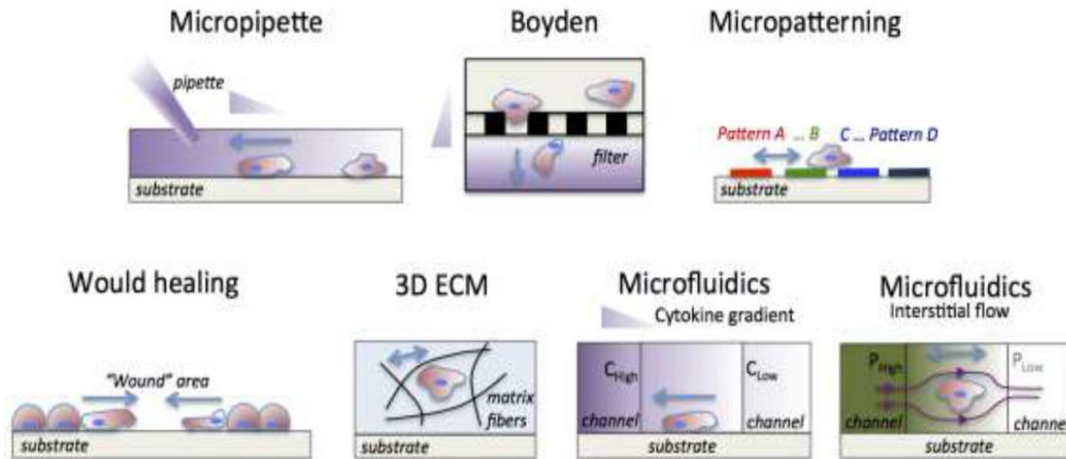 Micropipette
Boyden
Micropatterning
pipette
substrate
filter
Pattern A ... B C ... Pattern D
substrate
Would healing
3D ECM
Microfluidics
Cytokine gradient
Microfluidics
Interstitial flow
"Wound" area
substrate
matrix
fibers
substrate
CHigh
CLow
channel
channel
substrate
PHigh
PLow
channel
channel
substrate